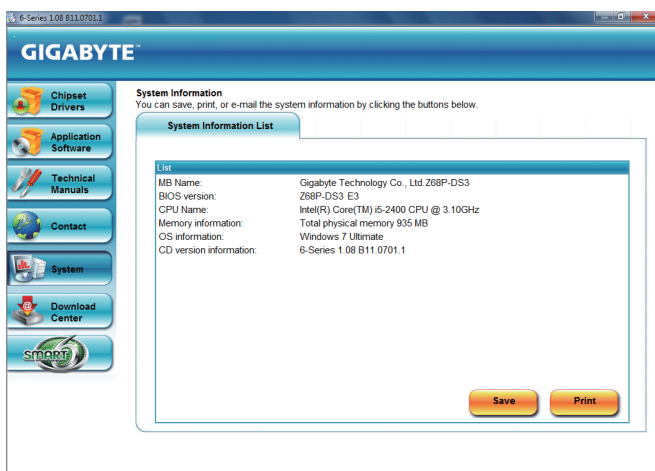 6-Series 1.08 B11.0701.1
GIGABYTE™
Chipset
Drivers
Application
Software
Technical
Manuals
Contact
System
Download
Center
SMART6
System Information
You can save, print, or e-mail the system information by clicking the buttons below.
System Information List
List
MB Name: Gigabyte Technology Co., Ltd.Z68P-DS3
BIOS version: Z68P-DS3 E3
CPU Name: Intel(R) Core(TM) i5-2400 CPU @ 3.10GHz
Memory information: Total physical memory 935 MB
OS information: Windows 7 Ultimate
CD version information: 6-Series 1.08 B11.0701.1
Save Print